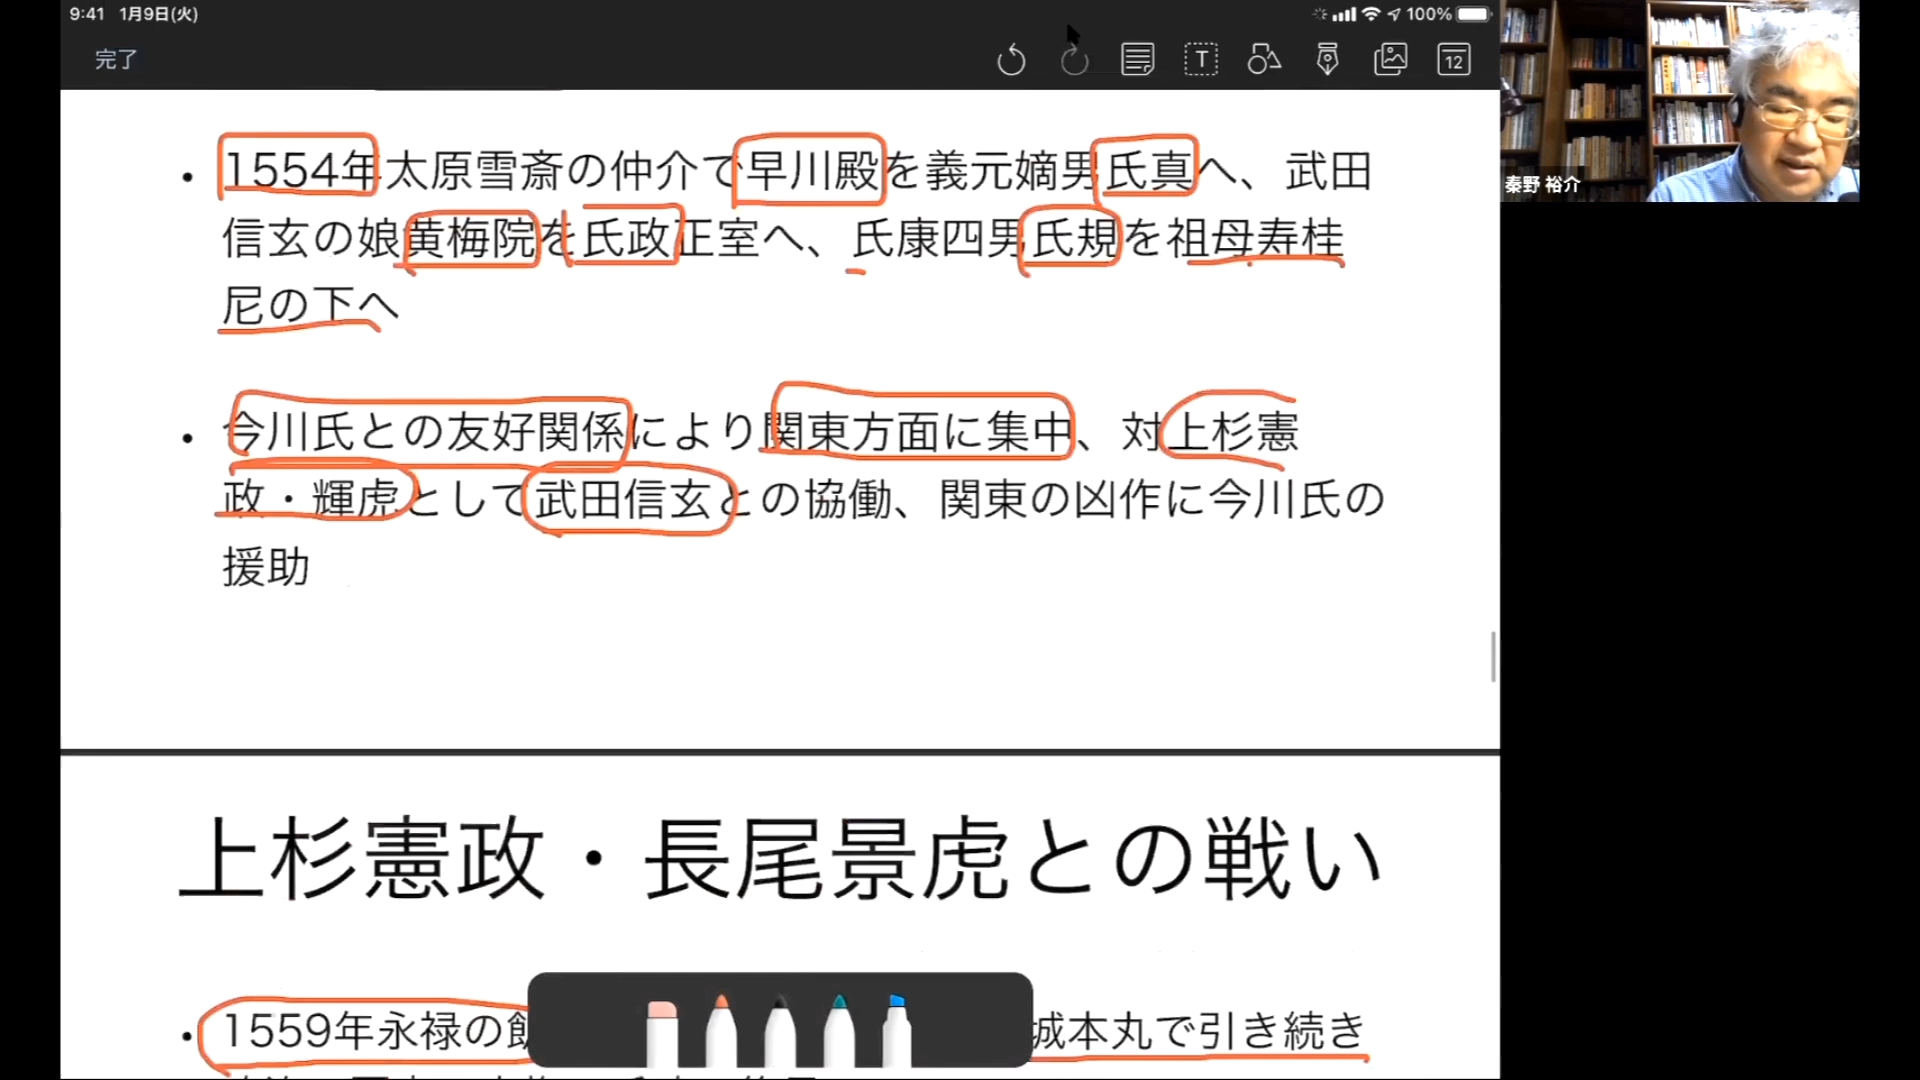 9:41 1月9日(火)
100%
完了
T
12
秦野 裕介
• 1554年太原雪斎の仲介で早川殿を義元嫡男氏真へ、武田
信玄の娘黄梅院を氏政正室へ、氏康四男氏規を祖母寿桂
尼の下へ
• 今川氏との友好関係により関東方面に集中、対上杉憲
政・輝虎として武田信玄との協働、関東の凶作に今川氏の
援助
上杉憲政・長尾景虎との戦い
• 1559年永禄の飢
城本丸で引き続き